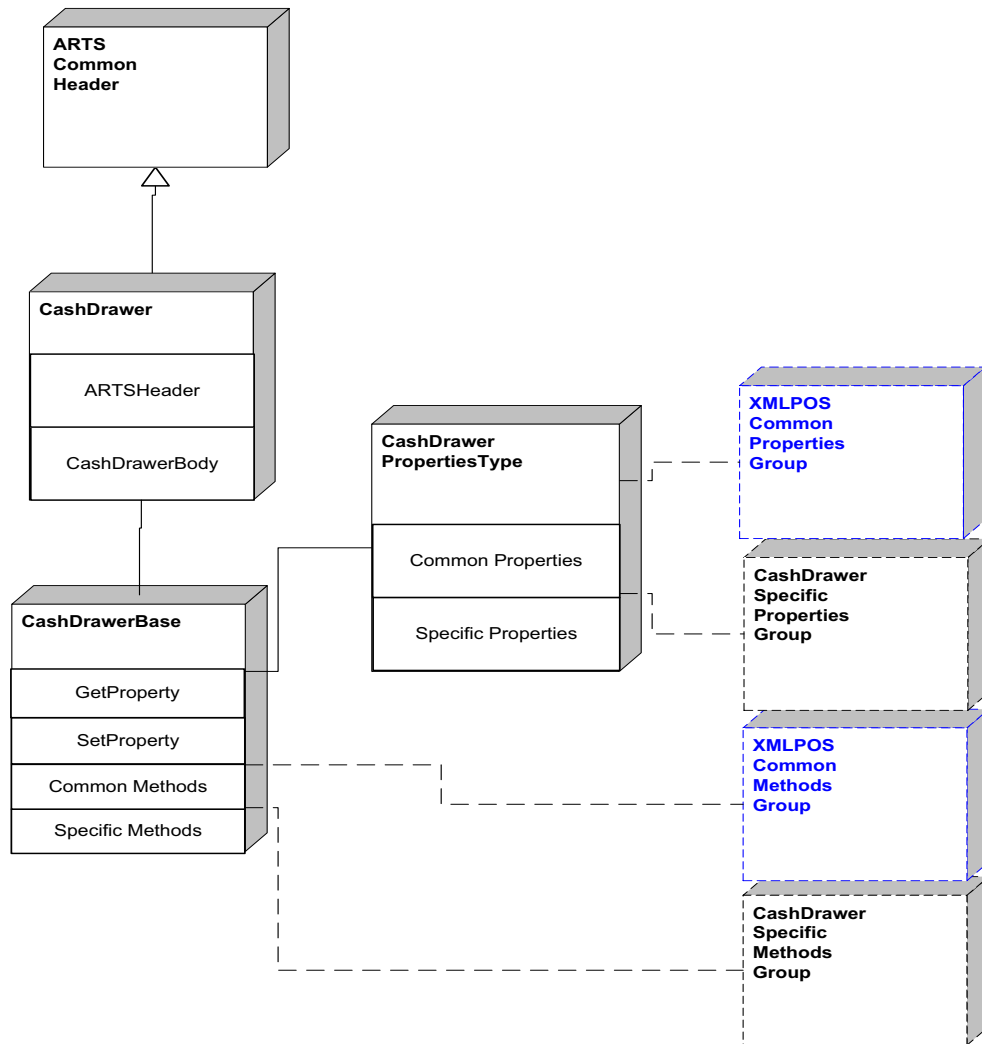 ARTS
Common
Header
CashDrawer
ARTSHeader
CashDrawerBody
CashDrawerBase
GetProperty
SetProperty
Common Methods
Specific Methods
CashDrawer
PropertiesType
Common Properties
Specific Properties
XMLPOS
Common
Properties
Group
CashDrawer
Specific
Properties
Group
XMLPOS
Common
Methods
Group
CashDrawer
Specific
Methods
Group